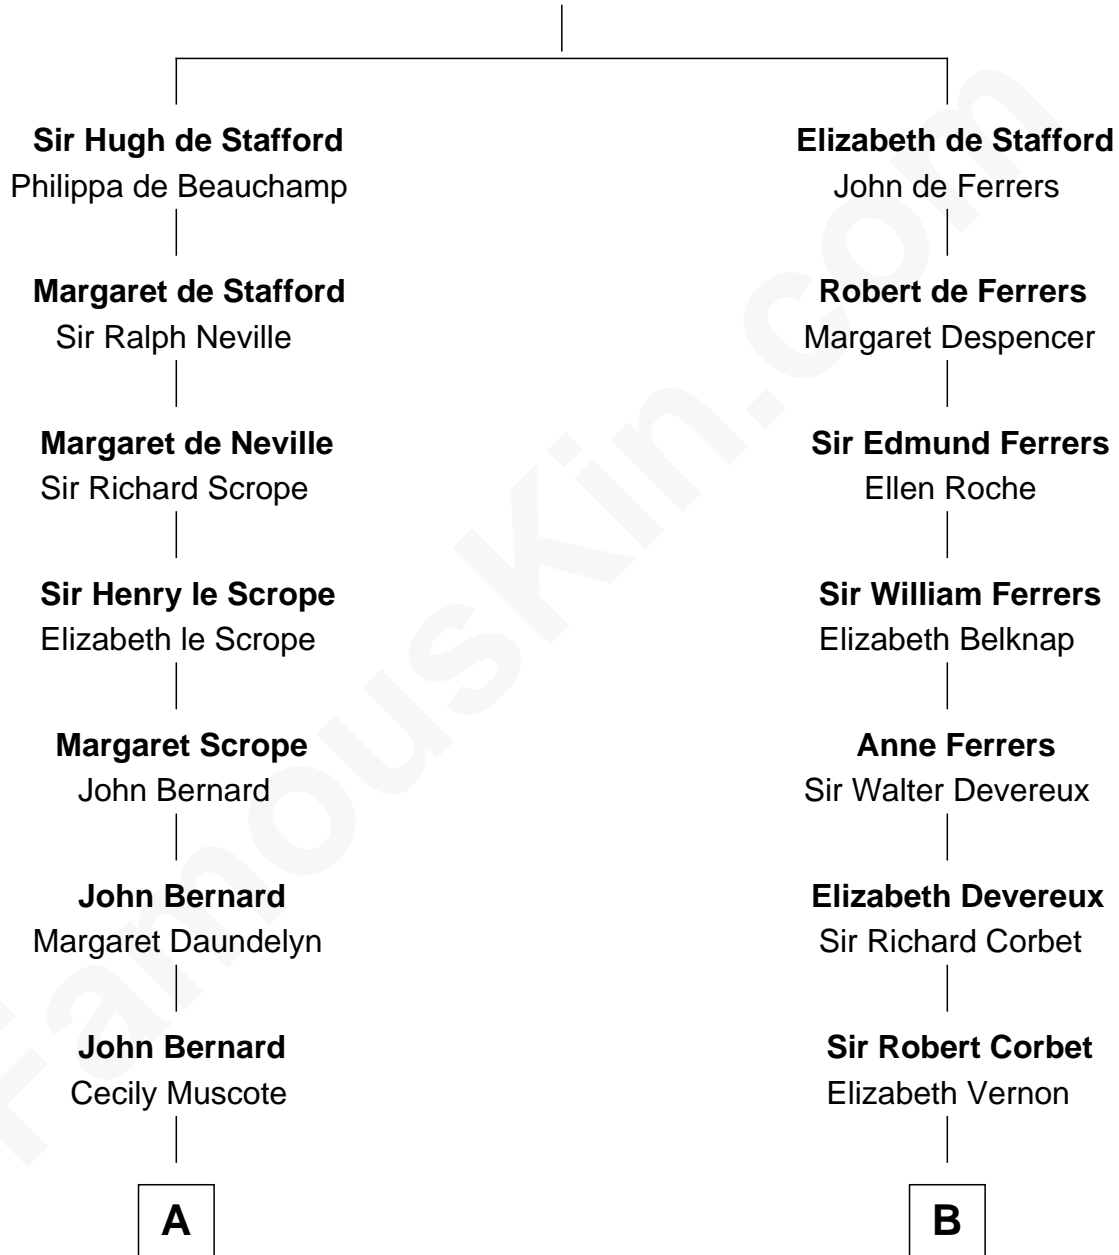 Sir Hugh de Stafford
Philippa de Beauchamp
Margaret de Stafford
Sir Ralph Neville
Margaret de Neville
Sir Richard Scrope
Sir Henry le Scrope
Elizabeth le Scrope
Margaret Scrope
John Bernard
John Bernard
Margaret Daundelyn
John Bernard
Cecily Muscote
A
Elizabeth de Stafford
John de Ferrers
Robert de Ferrers
Margaret Despencer
Sir Edmund Ferrers
Ellen Roche
Sir William Ferrers
Elizabeth Belknap
Anne Ferrers
Sir Walter Devereux
Elizabeth Devereux
Sir Richard Corbet
Sir Robert Corbet
Elizabeth Vernon
B
FamousKin.com